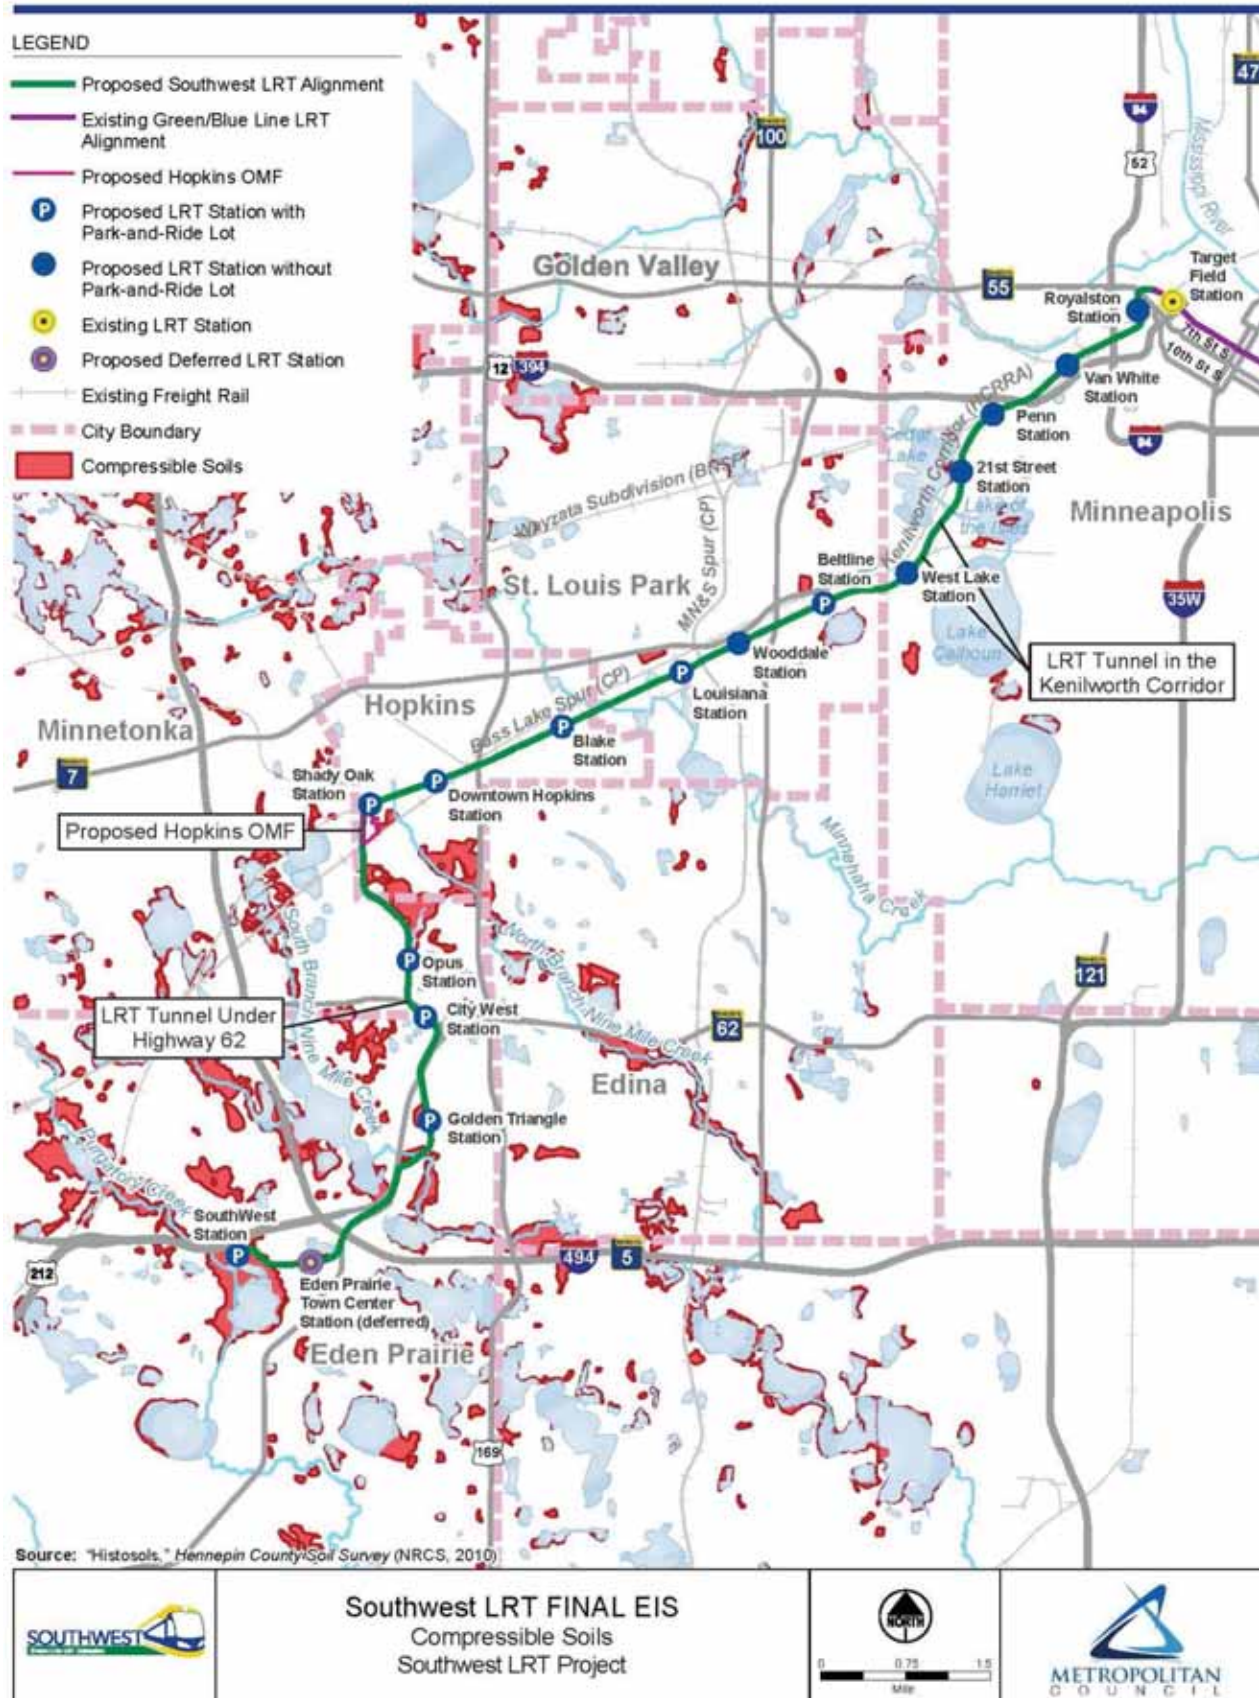 LEGEND
Proposed Southwest LRT Alignment
Existing Green/Blue Line LRT
Alignment
Proposed Hopkins OMF
P
Proposed LRT Station with
Park-and-Ride Lot
Proposed LRT Station without
Park-and-Ride Lot
Existing LRT Station
Proposed Deferred LRT Station
Existing Freight Rail
City Boundary
Compressible Soils
94
47
100
52
Mississippi River
Golden Valley
55
Target
Field
Station
Royalston
Station
7th St S
10th St S
12
394
Van White
Station
Penn
Station
94
Cedar
Lake
Kenilworth Corridor (HCRRA)
21st Street
Station
Lake of
the Isles
Minneapolis
Wayzata Subdivision (BNSF)
MN&S Spur (CP)
St. Louis Park
Beltline
Station
P
West Lake
Station
35W
Lake
Calhoun
LRT Tunnel in the
Kenilworth Corridor
Wooddale
Station
P
Louisiana
Station
Hopkins
Bass Lake Spur (CP)
Minnetonka
P
Blake
Station
7
Shady Oak
Station
P
P
Downtown Hopkins
Station
Lake
Harriet
Proposed Hopkins OMF
Minnehaha Creek
South Branch Nine Mile Creek
North Branch Nine Mile Creek
P
Opus
Station
121
LRT Tunnel Under
Highway 62
P
City West
Station
62
Edina
P
Golden Triangle
Station
Purgatory Creek
SouthWest
Station
P
212
494
5
Eden Prairie
Town Center
Station (deferred)
Eden Prairie
169
Source: "Histosols." Hennepin County Soil Survey (NRCS, 2010)
SOUTHWEST
Southwest LRT FINAL EIS
Compressible Soils
Southwest LRT Project
NORTH
0 0.75 1.5
Mile
METROPOLITAN
COUNCIL